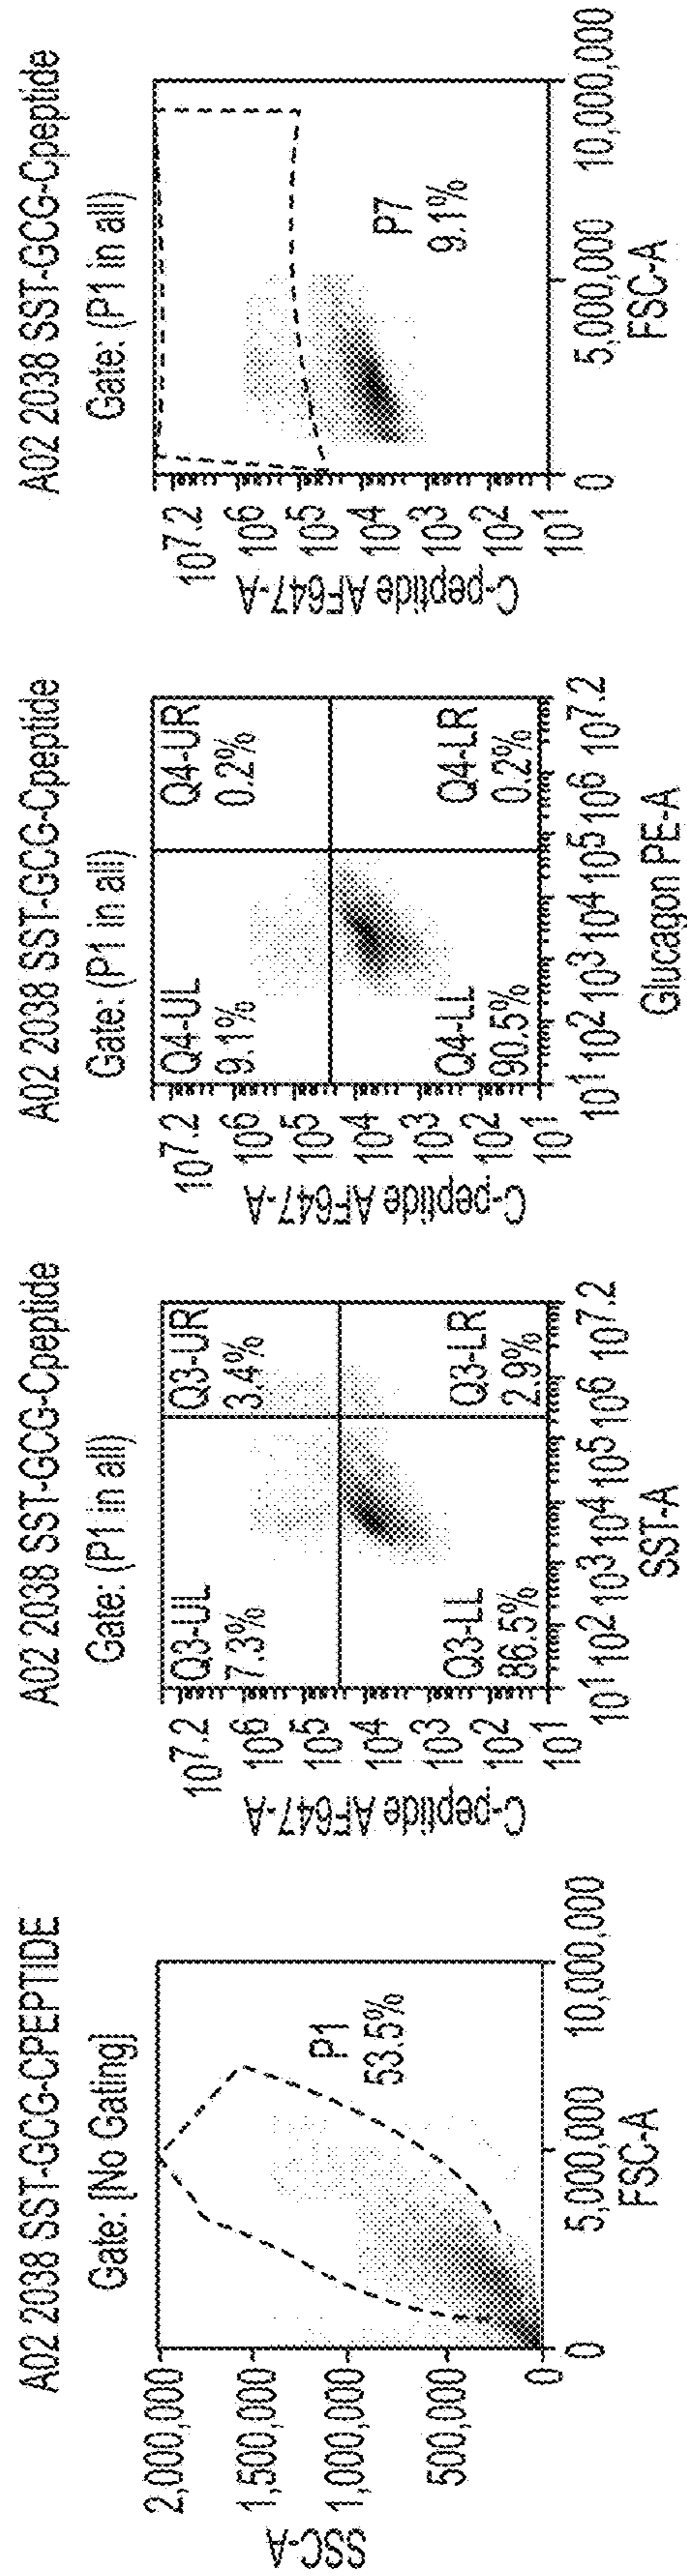 A02 2038 SST-GCG-CPEPTIDE
Gate: [No Gating]
SSC-A
2,000,000
1,500,000
1,000,000
500,000
0
P1
53.5%
0
5,000,000
10,000,000
FSC-A
A02 2038 SST-GCG-Cpeptide
Gate: (P1 in all)
C-peptide AF647-A
10^7.2
10^6
10^5
10^4
10^3
10^2
10^1
Q3-UL
7.3%
Q3-UR
3.4%
Q3-LL
86.5%
Q3-LR
2.9%
10^1 10^2 10^3 10^4 10^5 10^6 10^7.2
SST-A
A02 2038 SST-GCG-Cpeptide
Gate: (P1 in all)
C-peptide AF647-A
10^7.2
10^6
10^5
10^4
10^3
10^2
10^1
Q4-UL
9.1%
Q4-UR
0.2%
Q4-LL
90.5%
Q4-LR
0.2%
10^1 10^2 10^3 10^4 10^5 10^6 10^7.2
Glucagon PE-A
A02 2038 SST-GCG-Cpeptide
Gate: (P1 in all)
C-peptide AF647-A
10^7.2
10^6
10^5
10^4
10^3
10^2
10^1
P7
9.1%
0
5,000,000
10,000,000
FSC-A